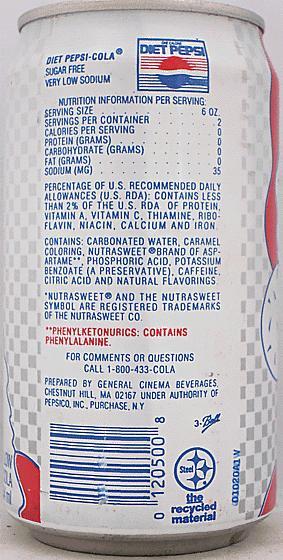 DIET PEPSI-COLA®
SUGAR FREE
VERY LOW SODIUM
DIET PEPSI
NUTRITION INFORMATION PER SERVING:
SERVING SIZE . . . . . . . . 6 OZ.
SERVINGS PER CONTAINER . . . . 2
CALORIES PER SERVING . . . . . 0
PROTEIN (GRAMS) . . . . . . . 0
CARBOHYDRATE (GRAMS) . . . . . 0
FAT (GRAMS) . . . . . . . . . 0
SODIUM (MG) . . . . . . . . . 35
PERCENTAGE OF U.S. RECOMMENDED DAILY
ALLOWANCES (U.S. RDA): CONTAINS LESS
THAN 2% OF THE U.S. RDA OF PROTEIN,
VITAMIN A, VITAMIN C, THIAMINE, RIBO-
FLAVIN, NIACIN, CALCIUM AND IRON.
CONTAINS: CARBONATED WATER, CARAMEL
COLORING, NUTRASWEET®BRAND OF ASP-
ARTAME**, PHOSPHORIC ACID, POTASSIUM
BENZOATE (A PRESERVATIVE), CAFFEINE,
CITRIC ACID AND NATURAL FLAVORINGS.
*NUTRASWEET® AND THE NUTRASWEET
SYMBOL ARE REGISTERED TRADEMARKS
OF THE NUTRASWEET CO.
**PHENYLKETONURICS: CONTAINS
PHENYLALANINE.
FOR COMMENTS OR QUESTIONS
CALL 1-800-433-COLA
PREPARED BY GENERAL CINEMA BEVERAGES,
CHESTNUT HILL, MA 02167 UNDER AUTHORITY OF
PEPSICO, INC., PURCHASE, N.Y.
0 120500 8
3-Ball
Steel
the
recycled
material
01020A1 W